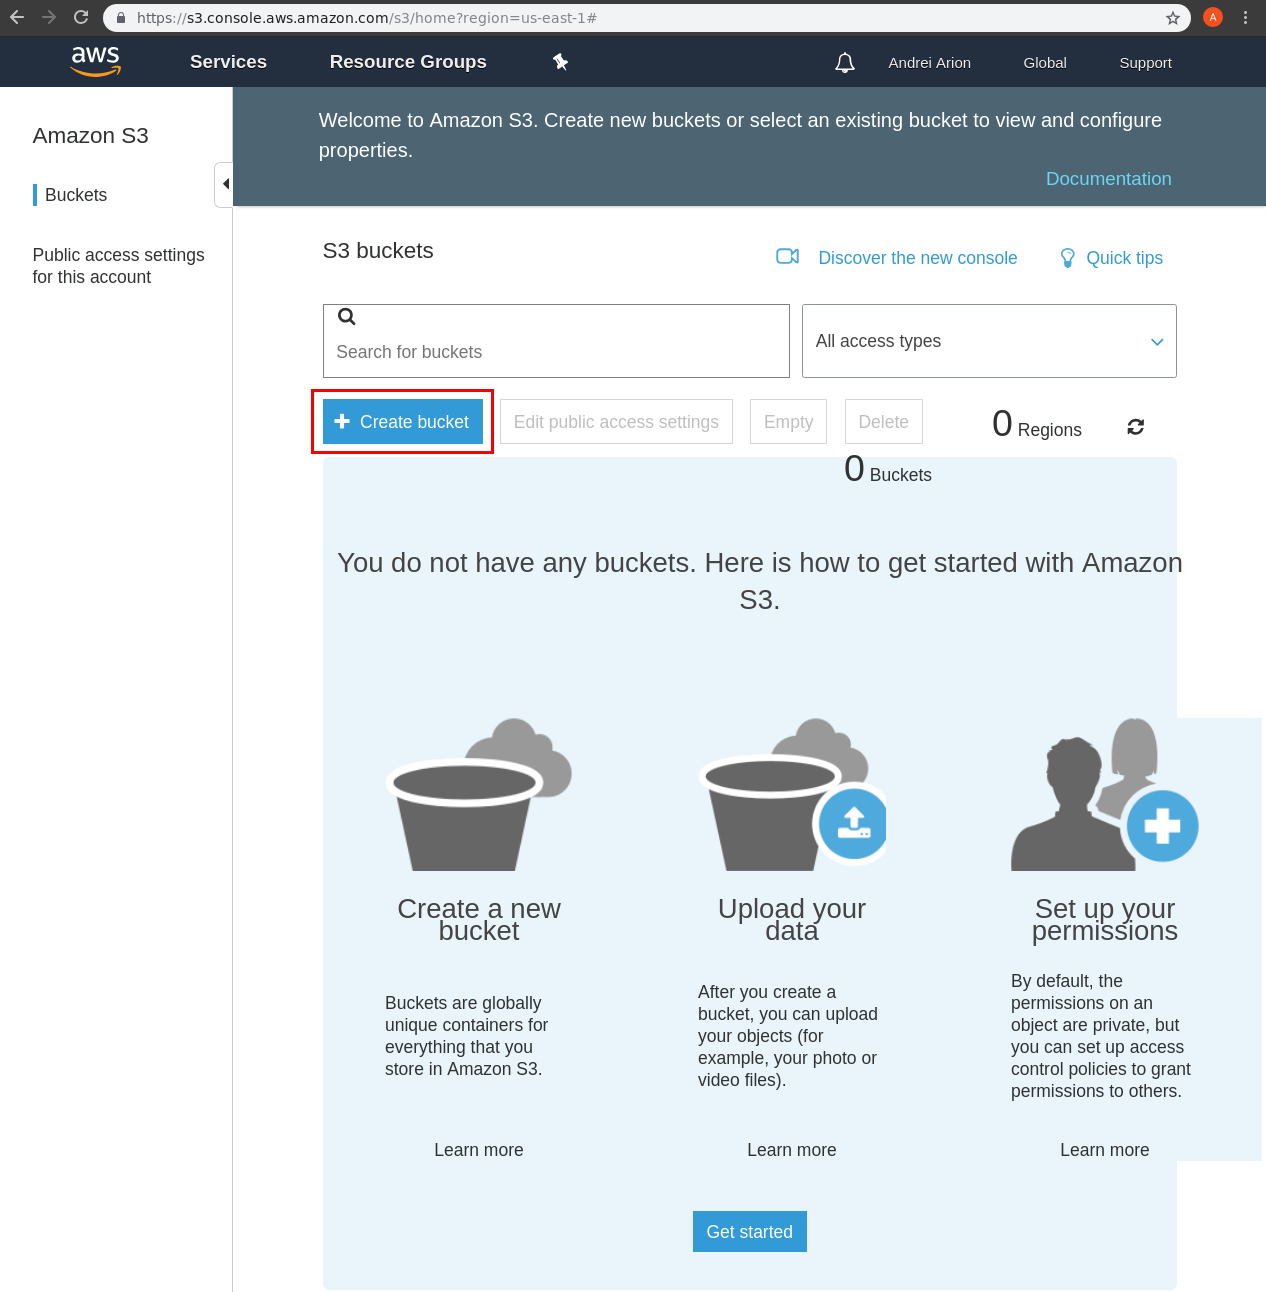 https://s3.console.aws.amazon.com/s3/home?region=us-east-1#
A
aws
Services
Resource Groups
Andrei Arion
Global
Support
Amazon S3
Buckets
Public access settings
for this account
Welcome to Amazon S3. Create new buckets or select an existing bucket to view and configure
properties.
Documentation
S3 buckets
Discover the new console
Quick tips
Search for buckets
All access types
Create bucket
Edit public access settings
Empty
Delete
0 Regions
0 Buckets
You do not have any buckets. Here is how to get started with Amazon
S3.
Create a new
bucket
Buckets are globally
unique containers for
everything that you
store in Amazon S3.
Learn more
Upload your
data
After you create a
bucket, you can upload
your objects (for
example, your photo or
video files).
Learn more
Set up your
permissions
By default, the
permissions on an
object are private, but
you can set up access
control policies to grant
permissions to others.
Learn more
Get started